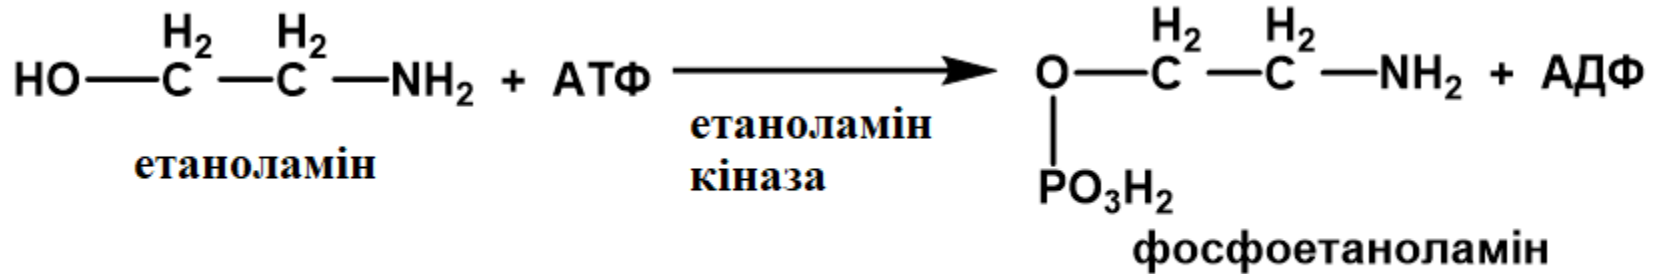 H₂ H₂ H₂ H₂
HO—C—C—NH₂ + АТФ O—C—C—NH₂ + АДФ
етаноламін
етаноламін
кіназа
PO₃H₂
фосфоетаноламін